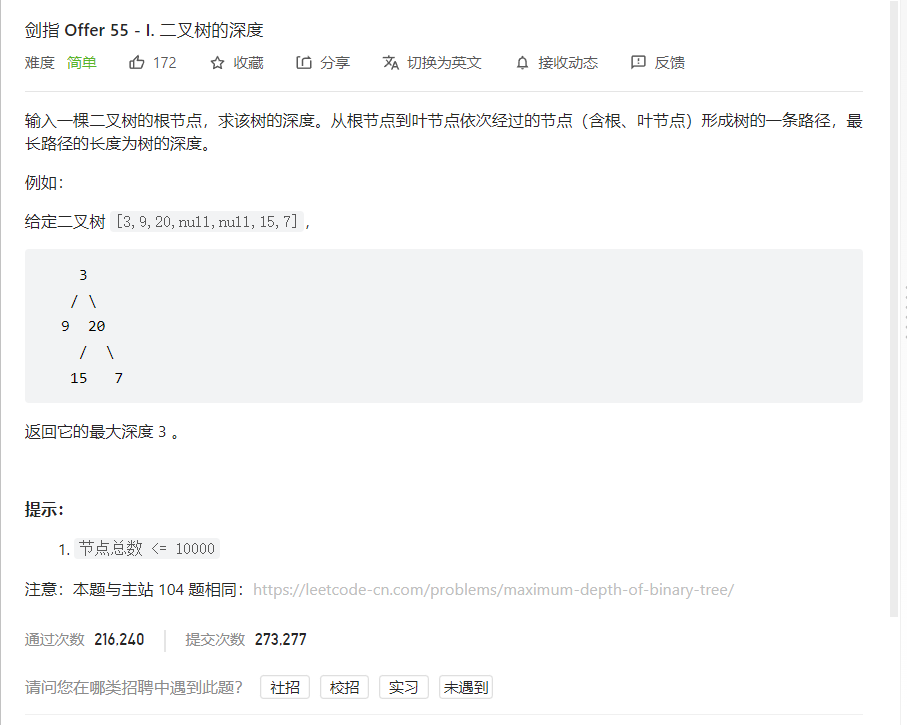 剑指 Offer 55 - I. 二叉树的深度
难度 简单 172 收藏 分享 切换为英文 接收动态 反馈
输入一棵二叉树的根节点，求该树的深度。从根节点到叶节点依次经过的节点（含根、叶节点）形成树的一条路径，最
长路径的长度为树的深度。
例如：
给定二叉树 [3,9,20,null,null,15,7]，
3
/ \
9 20
/ \
15 7
返回它的最大深度 3 。
提示：
1. 节点总数 <= 10000
注意：本题与主站 104 题相同：https://leetcode-cn.com/problems/maximum-depth-of-binary-tree/
通过次数 216,240 提交次数 273,277
请问您在哪类招聘中遇到此题？ 社招 校招 实习 未遇到